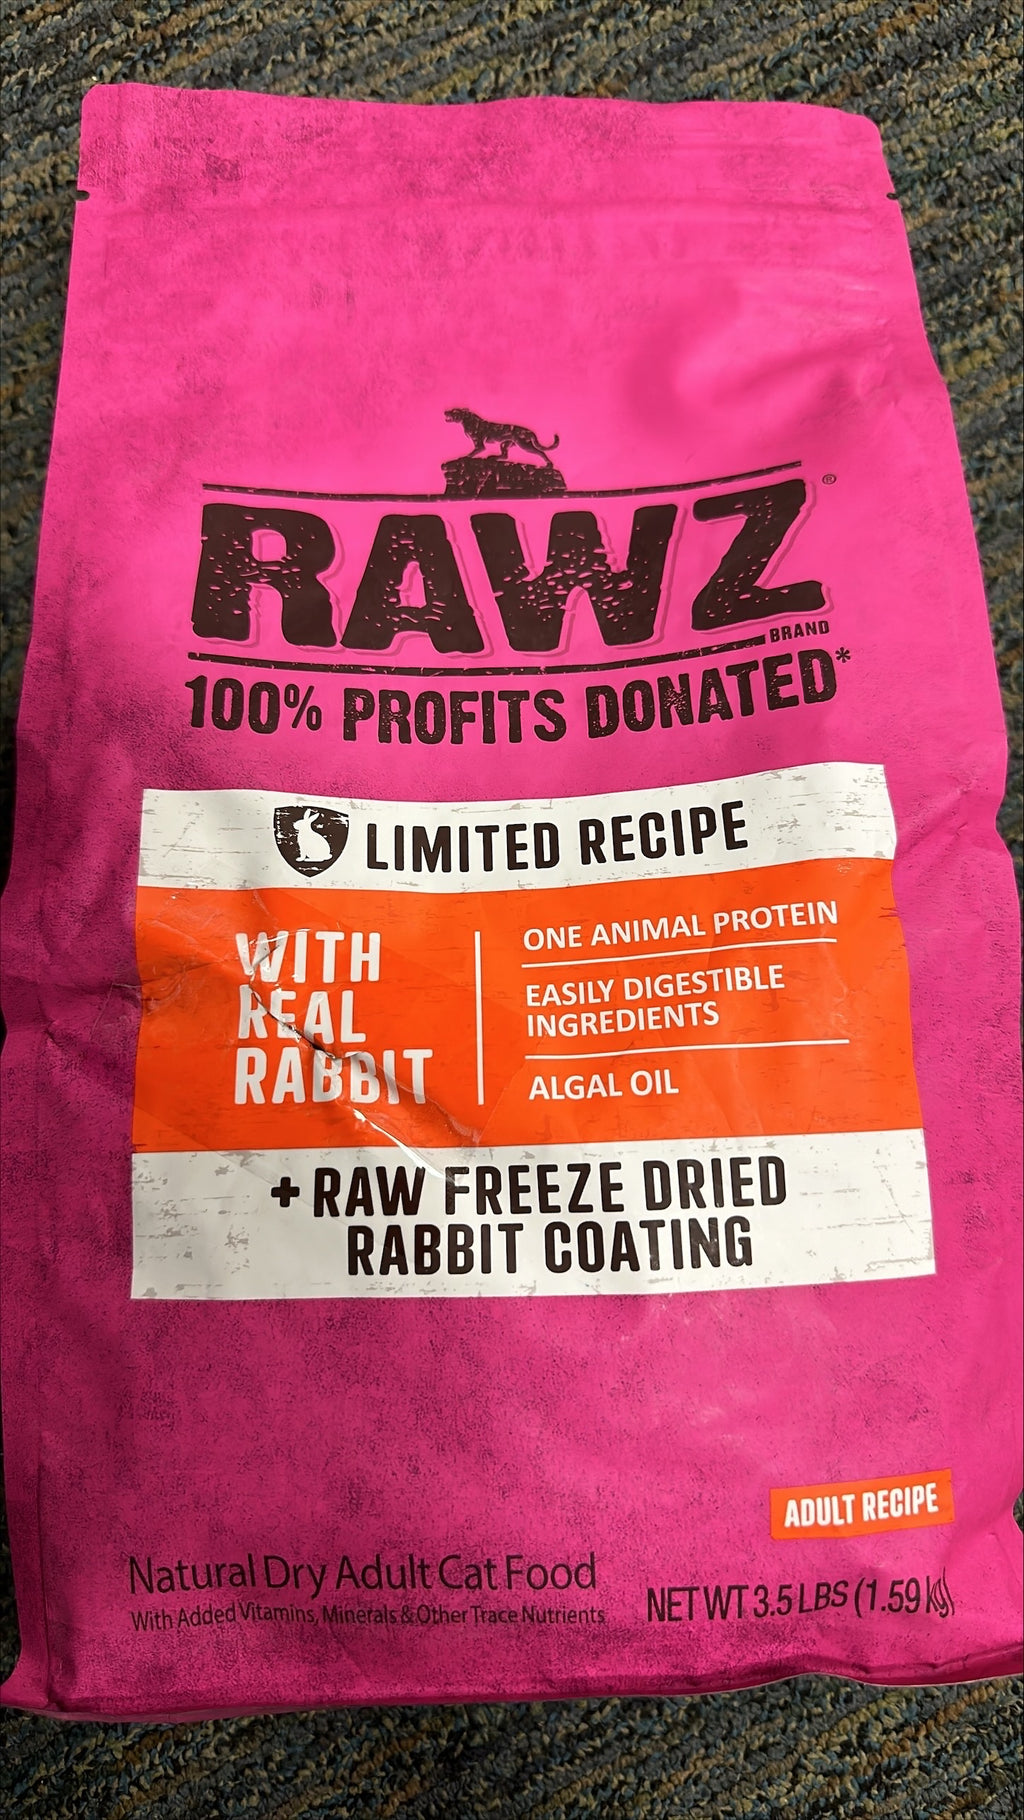 RAWZ®
BRAND
100% PROFITS DONATED*
LIMITED RECIPE
WITH
REAL
RABBIT
ONE ANIMAL PROTEIN
EASILY DIGESTIBLE
INGREDIENTS
ALGAL OIL
+ RAW FREEZE DRIED
RABBIT COATING
ADULT RECIPE
Natural Dry Adult Cat Food
With Added Vitamins, Minerals & Other Trace Nutrients
NET WT 3.5 LBS (1.59 kg)